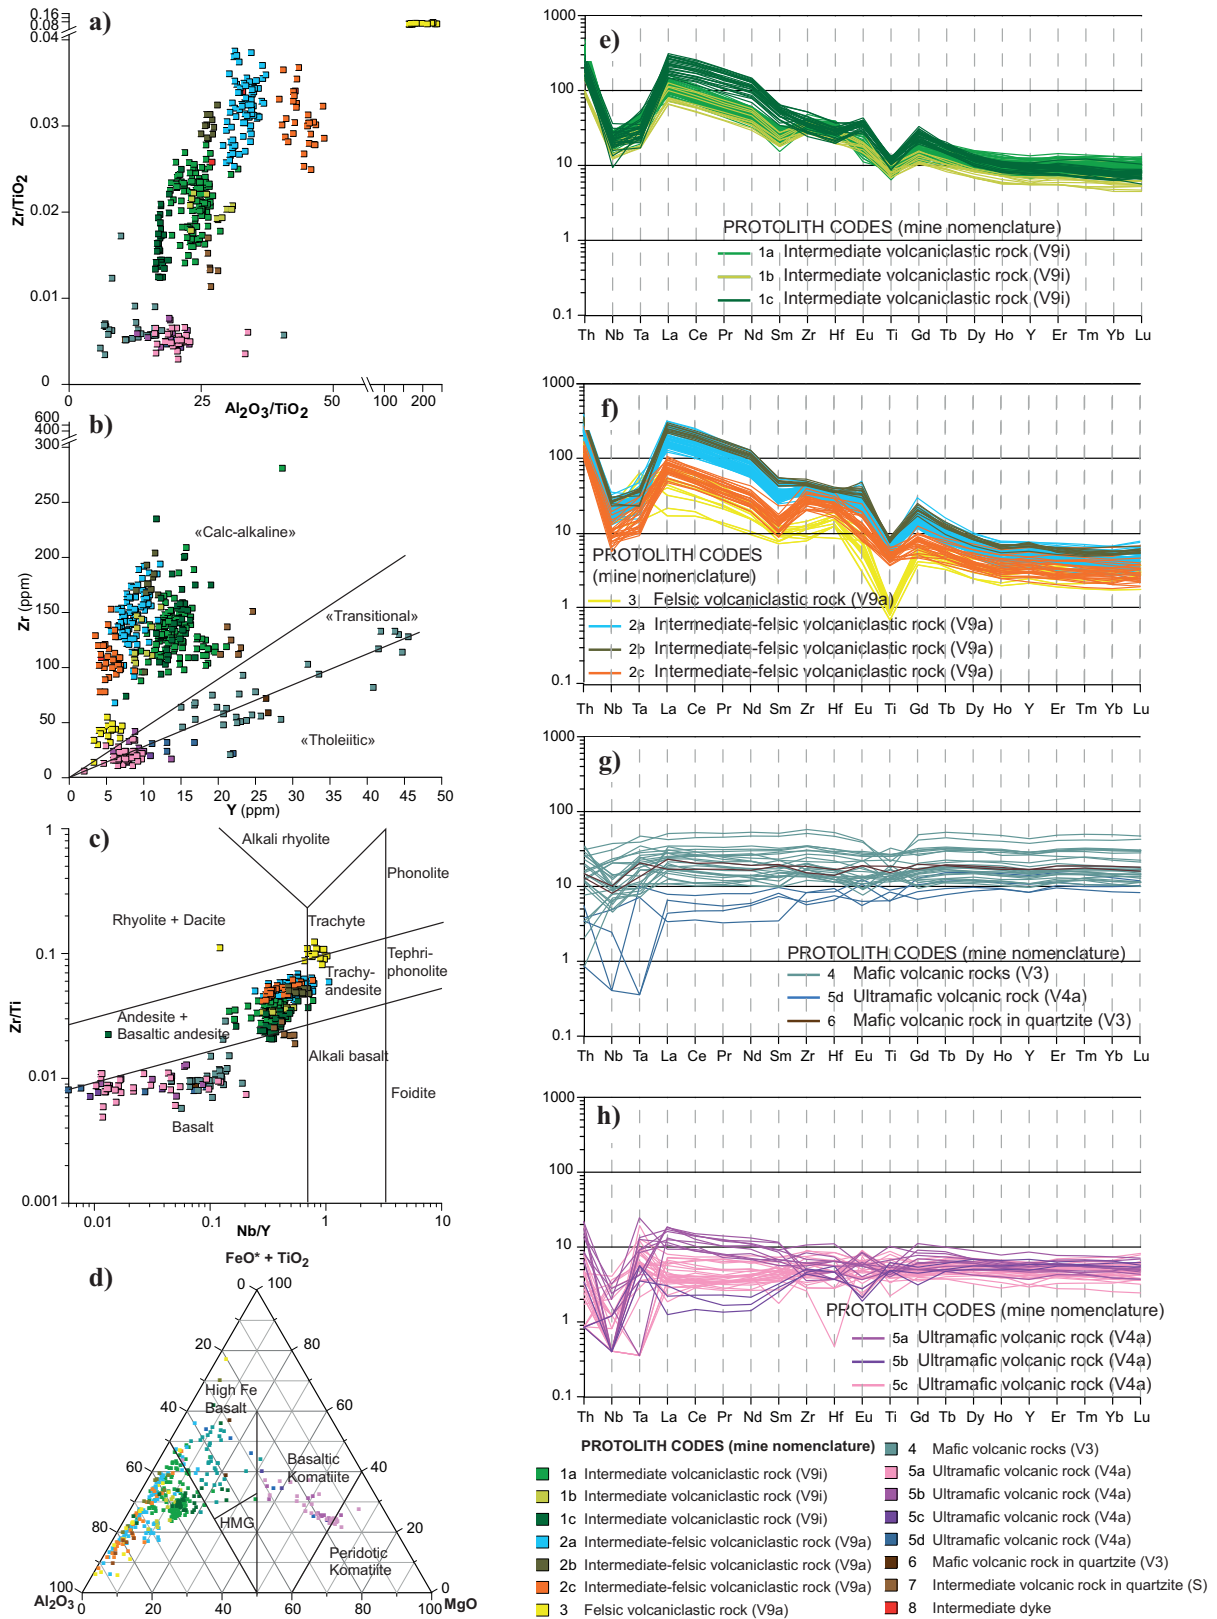 a)
0.16
0.08
0.04
0.03
0.02
0.01
0
Zr/TiO2
0 25 50 100 200
Al2O3/TiO2
b)
600
400
300
250
200
150
100
50
0
Zr (ppm)
«Calc-alkaline»
«Transitional»
«Tholeiitic»
0 5 10 15 20 25 30 35 40 45 50
Y (ppm)
c)
1
0.1
0.01
0.001
Zr/Ti
Alkali rhyolite
Phonolite
Rhyolite + Dacite
Trachyte
Tephri-
phonolite
Trachy-
andesite
Andesite +
Basaltic andesite
Alkali basalt
Foidite
Basalt
0.01 0.1 1 10
Nb/Y
d)
FeO* + TiO2
0 100
20 80
40 60
60 40
80 20
100 0
High Fe
Basalt
Basaltic
Komatiite
HMG
Peridotic
Komatiite
Al2O3
MgO
e)
1000
100
10
1
0.1
PROTOLITH CODES (mine nomenclature)
1a Intermediate volcaniclastic rock (V9i)
1b Intermediate volcaniclastic rock (V9i)
1c Intermediate volcaniclastic rock (V9i)
Th Nb Ta La Ce Pr Nd Sm Zr Hf Eu Ti Gd Tb Dy Ho Y Er Tm Yb Lu
f)
1000
100
10
1
0.1
PROTOLITH CODES
(mine nomenclature)
3 Felsic volcaniclastic rock (V9a)
2a Intermediate-felsic volcaniclastic rock (V9a)
2b Intermediate-felsic volcaniclastic rock (V9a)
2c Intermediate-felsic volcaniclastic rock (V9a)
Th Nb Ta La Ce Pr Nd Sm Zr Hf Eu Ti Gd Tb Dy Ho Y Er Tm Yb Lu
g)
1000
100
10
1
0.1
PROTOLITH CODES (mine nomenclature)
4 Mafic volcanic rocks (V3)
5d Ultramafic volcanic rock (V4a)
6 Mafic volcanic rock in quartzite (V3)
Th Nb Ta La Ce Pr Nd Sm Zr Hf Eu Ti Gd Tb Dy Ho Y Er Tm Yb Lu
h)
1000
100
10
1
0.1
PROTOLITH CODES (mine nomenclature)
5a Ultramafic volcanic rock (V4a)
5b Ultramafic volcanic rock (V4a)
5c Ultramafic volcanic rock (V4a)
Th Nb Ta La Ce Pr Nd Sm Zr Hf Eu Ti Gd Tb Dy Ho Y Er Tm Yb Lu
PROTOLITH CODES (mine nomenclature)
1a Intermediate volcaniclastic rock (V9i)
1b Intermediate volcaniclastic rock (V9i)
1c Intermediate volcaniclastic rock (V9i)
2a Intermediate-felsic volcaniclastic rock (V9a)
2b Intermediate-felsic volcaniclastic rock (V9a)
2c Intermediate-felsic volcaniclastic rock (V9a)
3 Felsic volcaniclastic rock (V9a)
4 Mafic volcanic rocks (V3)
5a Ultramafic volcanic rock (V4a)
5b Ultramafic volcanic rock (V4a)
5c Ultramafic volcanic rock (V4a)
5d Ultramafic volcanic rock (V4a)
6 Mafic volcanic rock in quartzite (V3)
7 Intermediate volcanic rock in quartzite (S)
8 Intermediate dyke